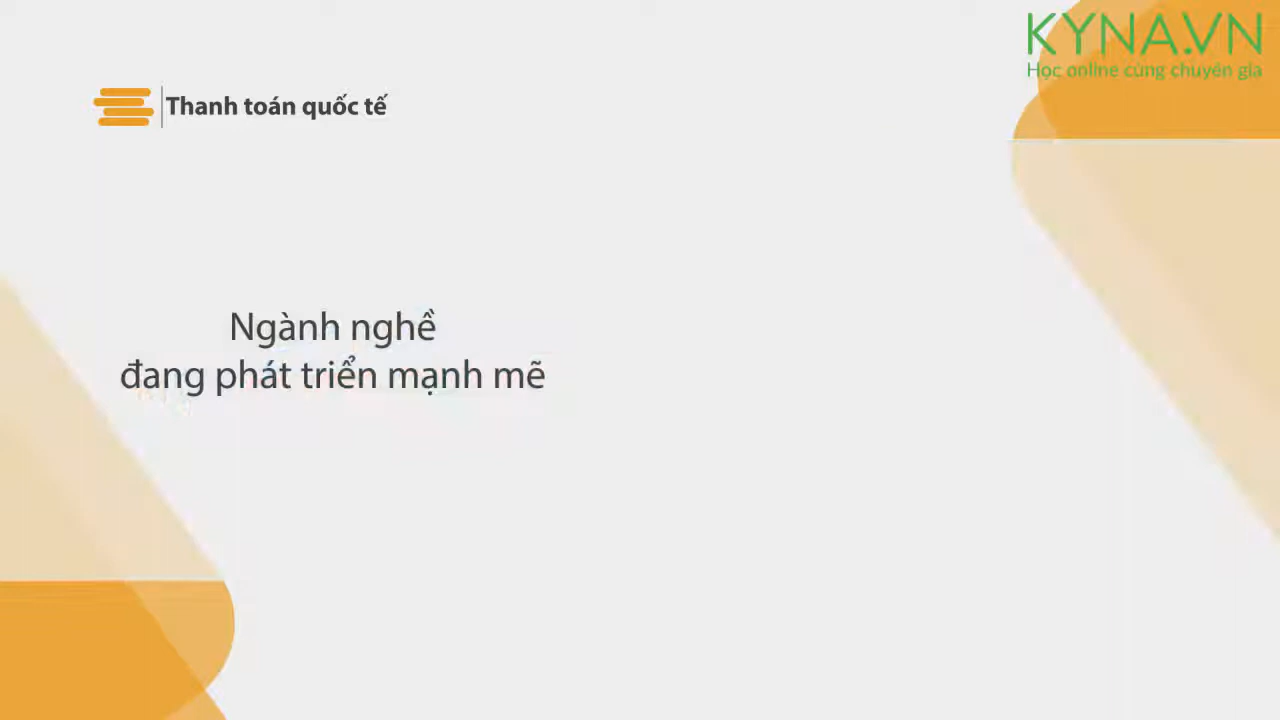 KYNA.VN
Học online cùng chuyên gia
Thanh toán quốc tế
Ngành nghề
đang phát triển mạnh mẽ